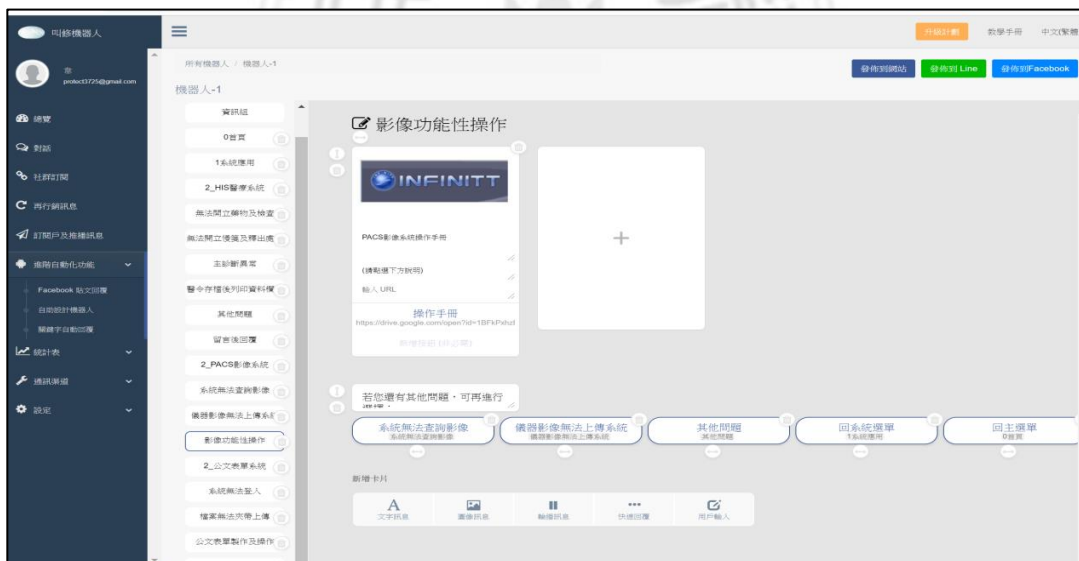 叫修機器人
升級計劃
教學手冊
中文(繁體
您
protect3725@gmail.com
所有機器人 / 機器人-1
發佈到網站
發佈到 Line
發佈到Facebook
機器人-1
總覽
對話
社群訂閱
再行銷訊息
訂閱戶及推播訊息
進階自動化功能
Facebook 貼文回覆
自助設計機器人
關鍵字自動回覆
統計表
通訊渠道
設定
資訊組
0首頁
1系統應用
2_HIS醫療系統
無法開立藥物及檢查
無法開立後簽及釋出處
主診斷異常
醫令存檔後列印資料欄
其他問題
留言後回覆
2_PACS影像系統
系統無法查詢影像
儀器影像無法上傳系
影像功能性操作
2_公文表單系統
系統無法登入
檔案無法夾帶上傳
公文表單製作及操作
影像功能性操作
INFINITT
PACS影像系統操作手冊
(請點選下方說明)
輸入 URL
操作手冊
新增按鈕 (非必需)
若您還有其他問題，可再進行
系統無法查詢影像
系統無法查詢影像
儀器影像無法上傳系統
儀器影像無法上傳系統
其他問題
其他問題
回系統選單
1系統應用
回主選單
0首頁
新增卡片
A
文字訊息
圖像訊息
輪播訊息
快速回覆
用戶輸入